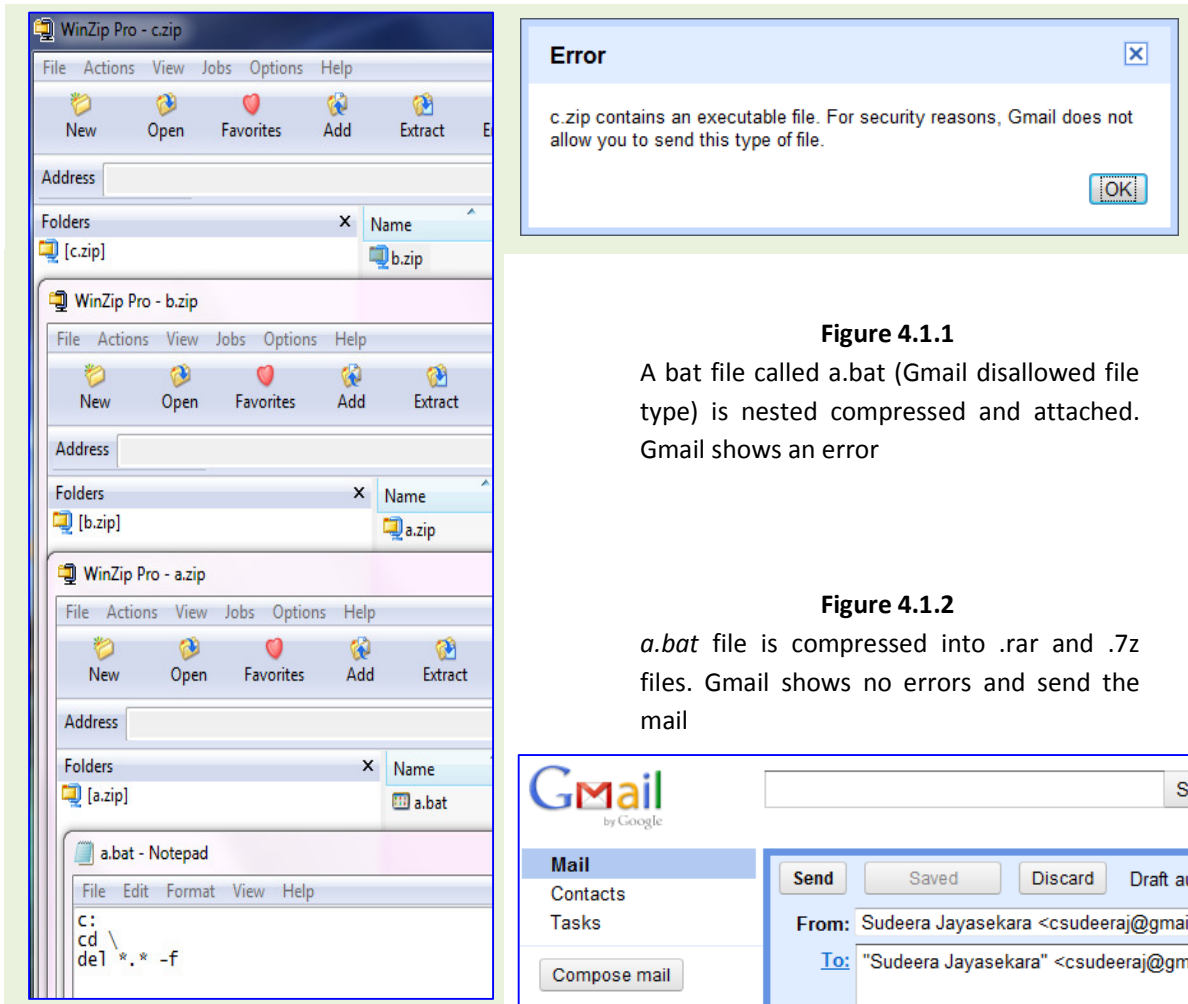 WinZip Pro - c.zip
File Actions View Jobs Options Help
New Open Favorites Add Extract
Address
Folders x Name
[c.zip] b.zip
WinZip Pro - b.zip
File Actions View Jobs Options Help
New Open Favorites Add Extract
Address
Folders x Name
[b.zip] a.zip
WinZip Pro - a.zip
File Actions View Jobs Options Help
New Open Favorites Add Extract
Address
Folders x Name
[a.zip] a.bat
a.bat - Notepad
File Edit Format View Help
c:
cd \
del *.* -f
Error
c.zip contains an executable file. For security reasons, Gmail does not
allow you to send this type of file.
OK
Figure 4.1.1
A bat file called a.bat (Gmail disallowed file
type) is nested compressed and attached.
Gmail shows an error
Figure 4.1.2
a.bat file is compressed into .rar and .7z
files. Gmail shows no errors and send the
mail
GMail
by Google
Mail
Contacts
Tasks
Compose mail
Send Saved Discard Draft au
From: Sudeera Jayasekara <csudeeraj@gmai
To: "Sudeera Jayasekara" <csudeeraj@gm